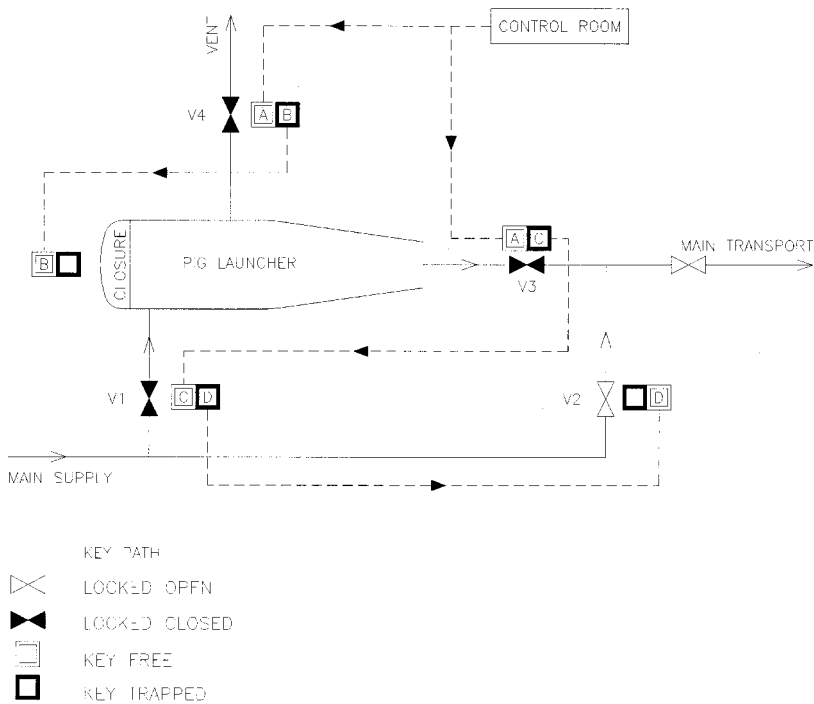 CONTROL ROOM
VENT
V4
A
B
B
CLOSURE
PIG LAUNCHER
A
C
V3
MAIN TRANSPORT
V1
C
D
V2
D
MAIN SUPPLY
KEY PATH
LOCKED OPEN
LOCKED CLOSED
KEY FREE
KEY TRAPPED